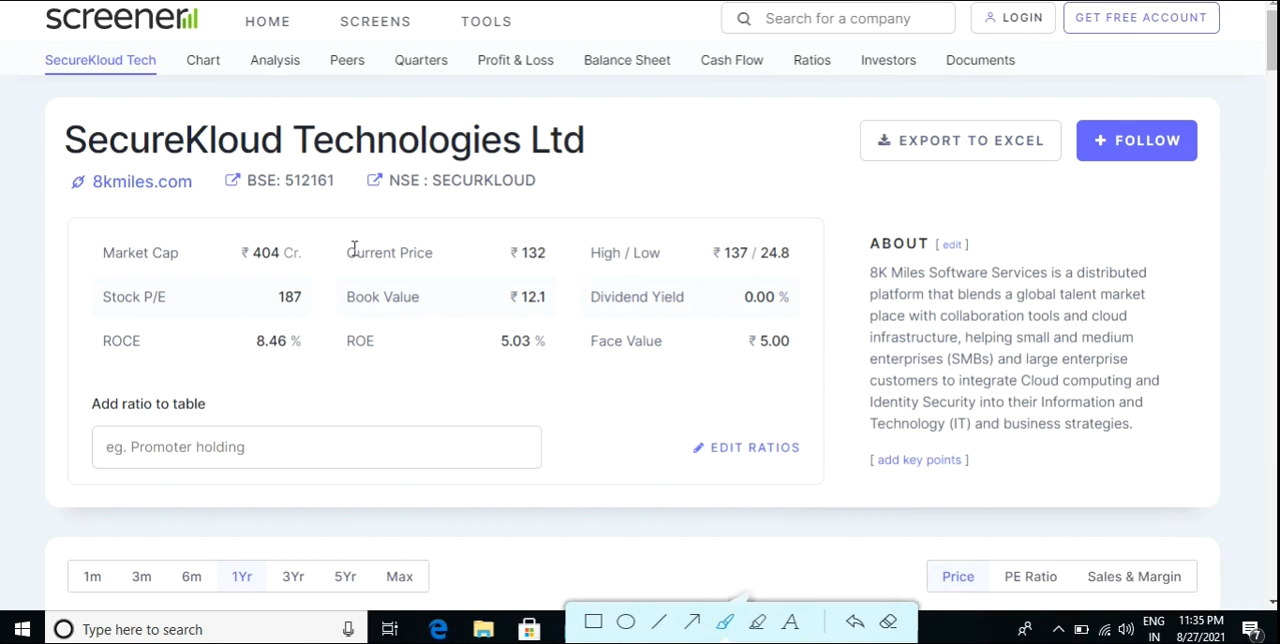 screener
HOME SCREENS TOOLS
Search for a company
LOGIN
GET FREE ACCOUNT
SecureKloud Tech Chart Analysis Peers Quarters Profit & Loss Balance Sheet Cash Flow Ratios Investors Documents
SecureKloud Technologies Ltd
EXPORT TO EXCEL
+ FOLLOW
8kmiles.com BSE: 512161 NSE : SECURKLOUD
Market Cap ₹ 404 Cr. Current Price ₹ 132 High / Low ₹ 137 / 24.8
Stock P/E 187 Book Value ₹ 12.1 Dividend Yield 0.00 %
ROCE 8.46 % ROE 5.03 % Face Value ₹ 5.00
Add ratio to table
eg. Promoter holding
EDIT RATIOS
ABOUT [ edit ]
8K Miles Software Services is a distributed
platform that blends a global talent market
place with collaboration tools and cloud
infrastructure, helping small and medium
enterprises (SMBs) and large enterprise
customers to integrate Cloud computing and
Identity Security into their Information and
Technology (IT) and business strategies.
[ add key points ]
1m 3m 6m 1Yr 3Yr 5Yr Max
Price PE Ratio Sales & Margin
Type here to search
A
ENG
IN
11:35 PM
8/27/2021
7